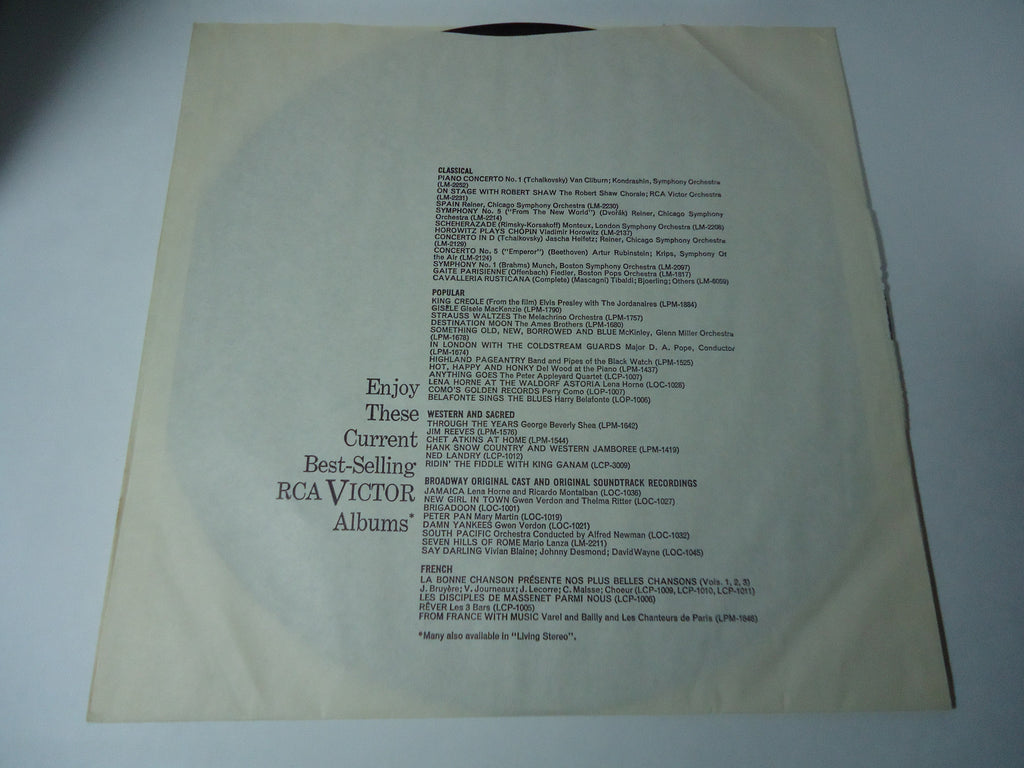 Enjoy
These
Current
Best-Selling
RCA VICTOR
Albums*
CLASSICAL
PIANO CONCERTO No. 1 (Tchaikovsky) Van Cliburn; Kondrashin, Symphony Orchestra
(LM-2252)
ON STAGE WITH ROBERT SHAW The Robert Shaw Chorale; RCA Victor Orchestra
(LM-2231)
SPAIN Reiner, Chicago Symphony Orchestra (LM-2230)
SYMPHONY No. 5 ("From The New World") (Dvořák) Reiner, Chicago Symphony
Orchestra (LM-2214)
SCHEHERAZADE (Rimsky-Korsakoff) Monteux, London Symphony Orchestra (LM-2208)
HOROWITZ PLAYS CHOPIN Vladimir Horowitz (LM-2137)
CONCERTO IN D (Tchaikovsky) Jascha Heifetz; Reiner, Chicago Symphony Orchestra
(LM-2129)
CONCERTO No. 5 ("Emperor") (Beethoven) Artur Rubinstein; Krips, Symphony Of
the Air (LM-2124)
SYMPHONY No. 1 (Brahms) Munch, Boston Symphony Orchestra (LM-2097)
GAITE PARISIENNE (Offenbach) Fiedler, Boston Pops Orchestra (LM-1817)
CAVALLERIA RUSTICANA (Complete) (Mascagni) Tibaldi; Bjoerling; Others (LM-6059)
POPULAR
KING CREOLE (From the film) Elvis Presley with The Jordanaires (LPM-1884)
GISELE Gisele MacKenzie (LPM-1790)
STRAUSS WALTZES The Melachrino Orchestra (LPM-1757)
DESTINATION MOON The Ames Brothers (LPM-1680)
SOMETHING OLD, NEW, BORROWED AND BLUE McKinley, Glenn Miller Orchestra
(LPM-1678)
IN LONDON WITH THE COLDSTREAM GUARDS Major D. A. Pope, Conductor
(LPM-1674)
HIGHLAND PAGEANTRY Band and Pipes of the Black Watch (LPM-1525)
HOT, HAPPY AND HONKY Del Wood at the Piano (LPM-1437)
ANYTHING GOES The Peter Appleyard Quartet (LCP-1007)
LENA HORNE AT THE WALDORF ASTORIA Lena Horne (LOC-1028)
COMO'S GOLDEN RECORDS Perry Como (LOP-1007)
BELAFONTE SINGS THE BLUES Harry Belafonte (LOP-1006)
WESTERN AND SACRED
THROUGH THE YEARS George Beverly Shea (LPM-1642)
JIM REEVES (LPM-1576)
CHET ATKINS AT HOME (LPM-1544)
HANK SNOW COUNTRY AND WESTERN JAMBOREE (LPM-1419)
NED LANDRY (LCP-1012)
RIDIN' THE FIDDLE WITH KING GANAM (LCP-3009)
BROADWAY ORIGINAL CAST AND ORIGINAL SOUNDTRACK RECORDINGS
JAMAICA Lena Horne and Ricardo Montalban (LOC-1036)
NEW GIRL IN TOWN Gwen Verdon and Thelma Ritter (LOC-1027)
BRIGADOON (LOC-1001)
PETER PAN Mary Martin (LOC-1019)
DAMN YANKEES Gwen Verdon (LOC-1021)
SOUTH PACIFIC Orchestra Conducted by Alfred Newman (LOC-1032)
SEVEN HILLS OF ROME Mario Lanza (LM-2211)
SAY DARLING Vivian Blaine; Johnny Desmond; David Wayne (LOC-1045)
FRENCH
LA BONNE CHANSON PRÉSENTE NOS PLUS BELLES CHANSONS (Vols. 1, 2, 3)
J. Bruyère; V. Journeaux; J. Lecorre; C. Maisse; Choeur (LCP-1009, LCP-1010, LCP-1011)
LES DISCIPLES DE MASSENET PARMI NOUS (LCP-1006)
RÊVER Les 3 Bars (LCP-1005)
FROM FRANCE WITH MUSIC Varel and Bailly and Les Chanteurs de Paris (LPM-1848)
*Many also available in "Living Stereo".